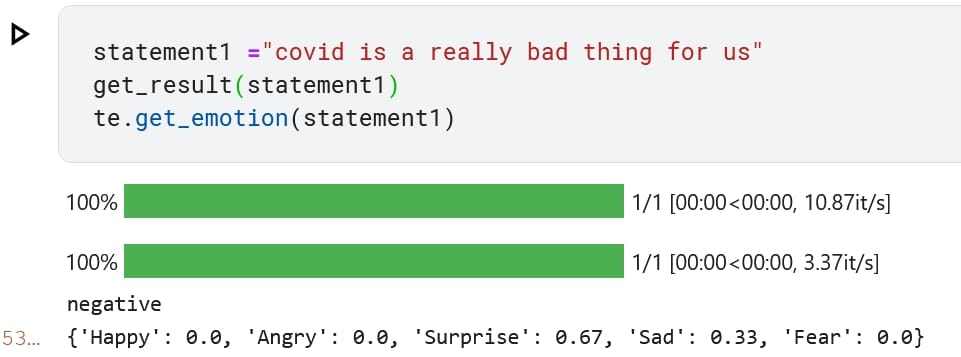 statement1 ="covid is a really bad thing for us"
get_result(statement1)
te.get_emotion(statement1)
100% 1/1 [00:00<00:00, 10.87it/s]
100% 1/1 [00:00<00:00, 3.37it/s]
negative
53… {'Happy': 0.0, 'Angry': 0.0, 'Surprise': 0.67, 'Sad': 0.33, 'Fear': 0.0}